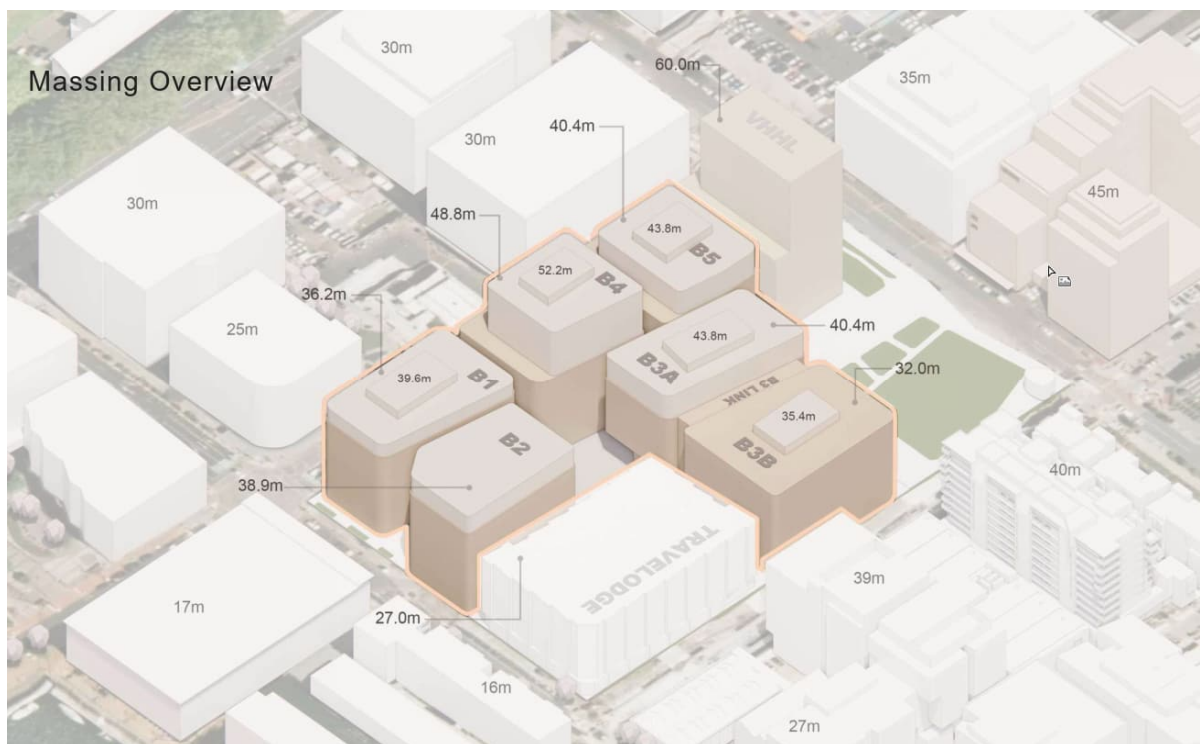 Massing Overview
30m
60.0m
35m
40.4m
VHHL
30m
45m
30m
48.8m
43.8m
B5
52.2m
B4
36.2m
25m
43.8m
40.4m
B3A
39.6m
B1
32.0m
B3 LINK
35.4m
B2
B3B
40m
38.9m
TRAVELODGE
39m
17m
27.0m
16m
27m